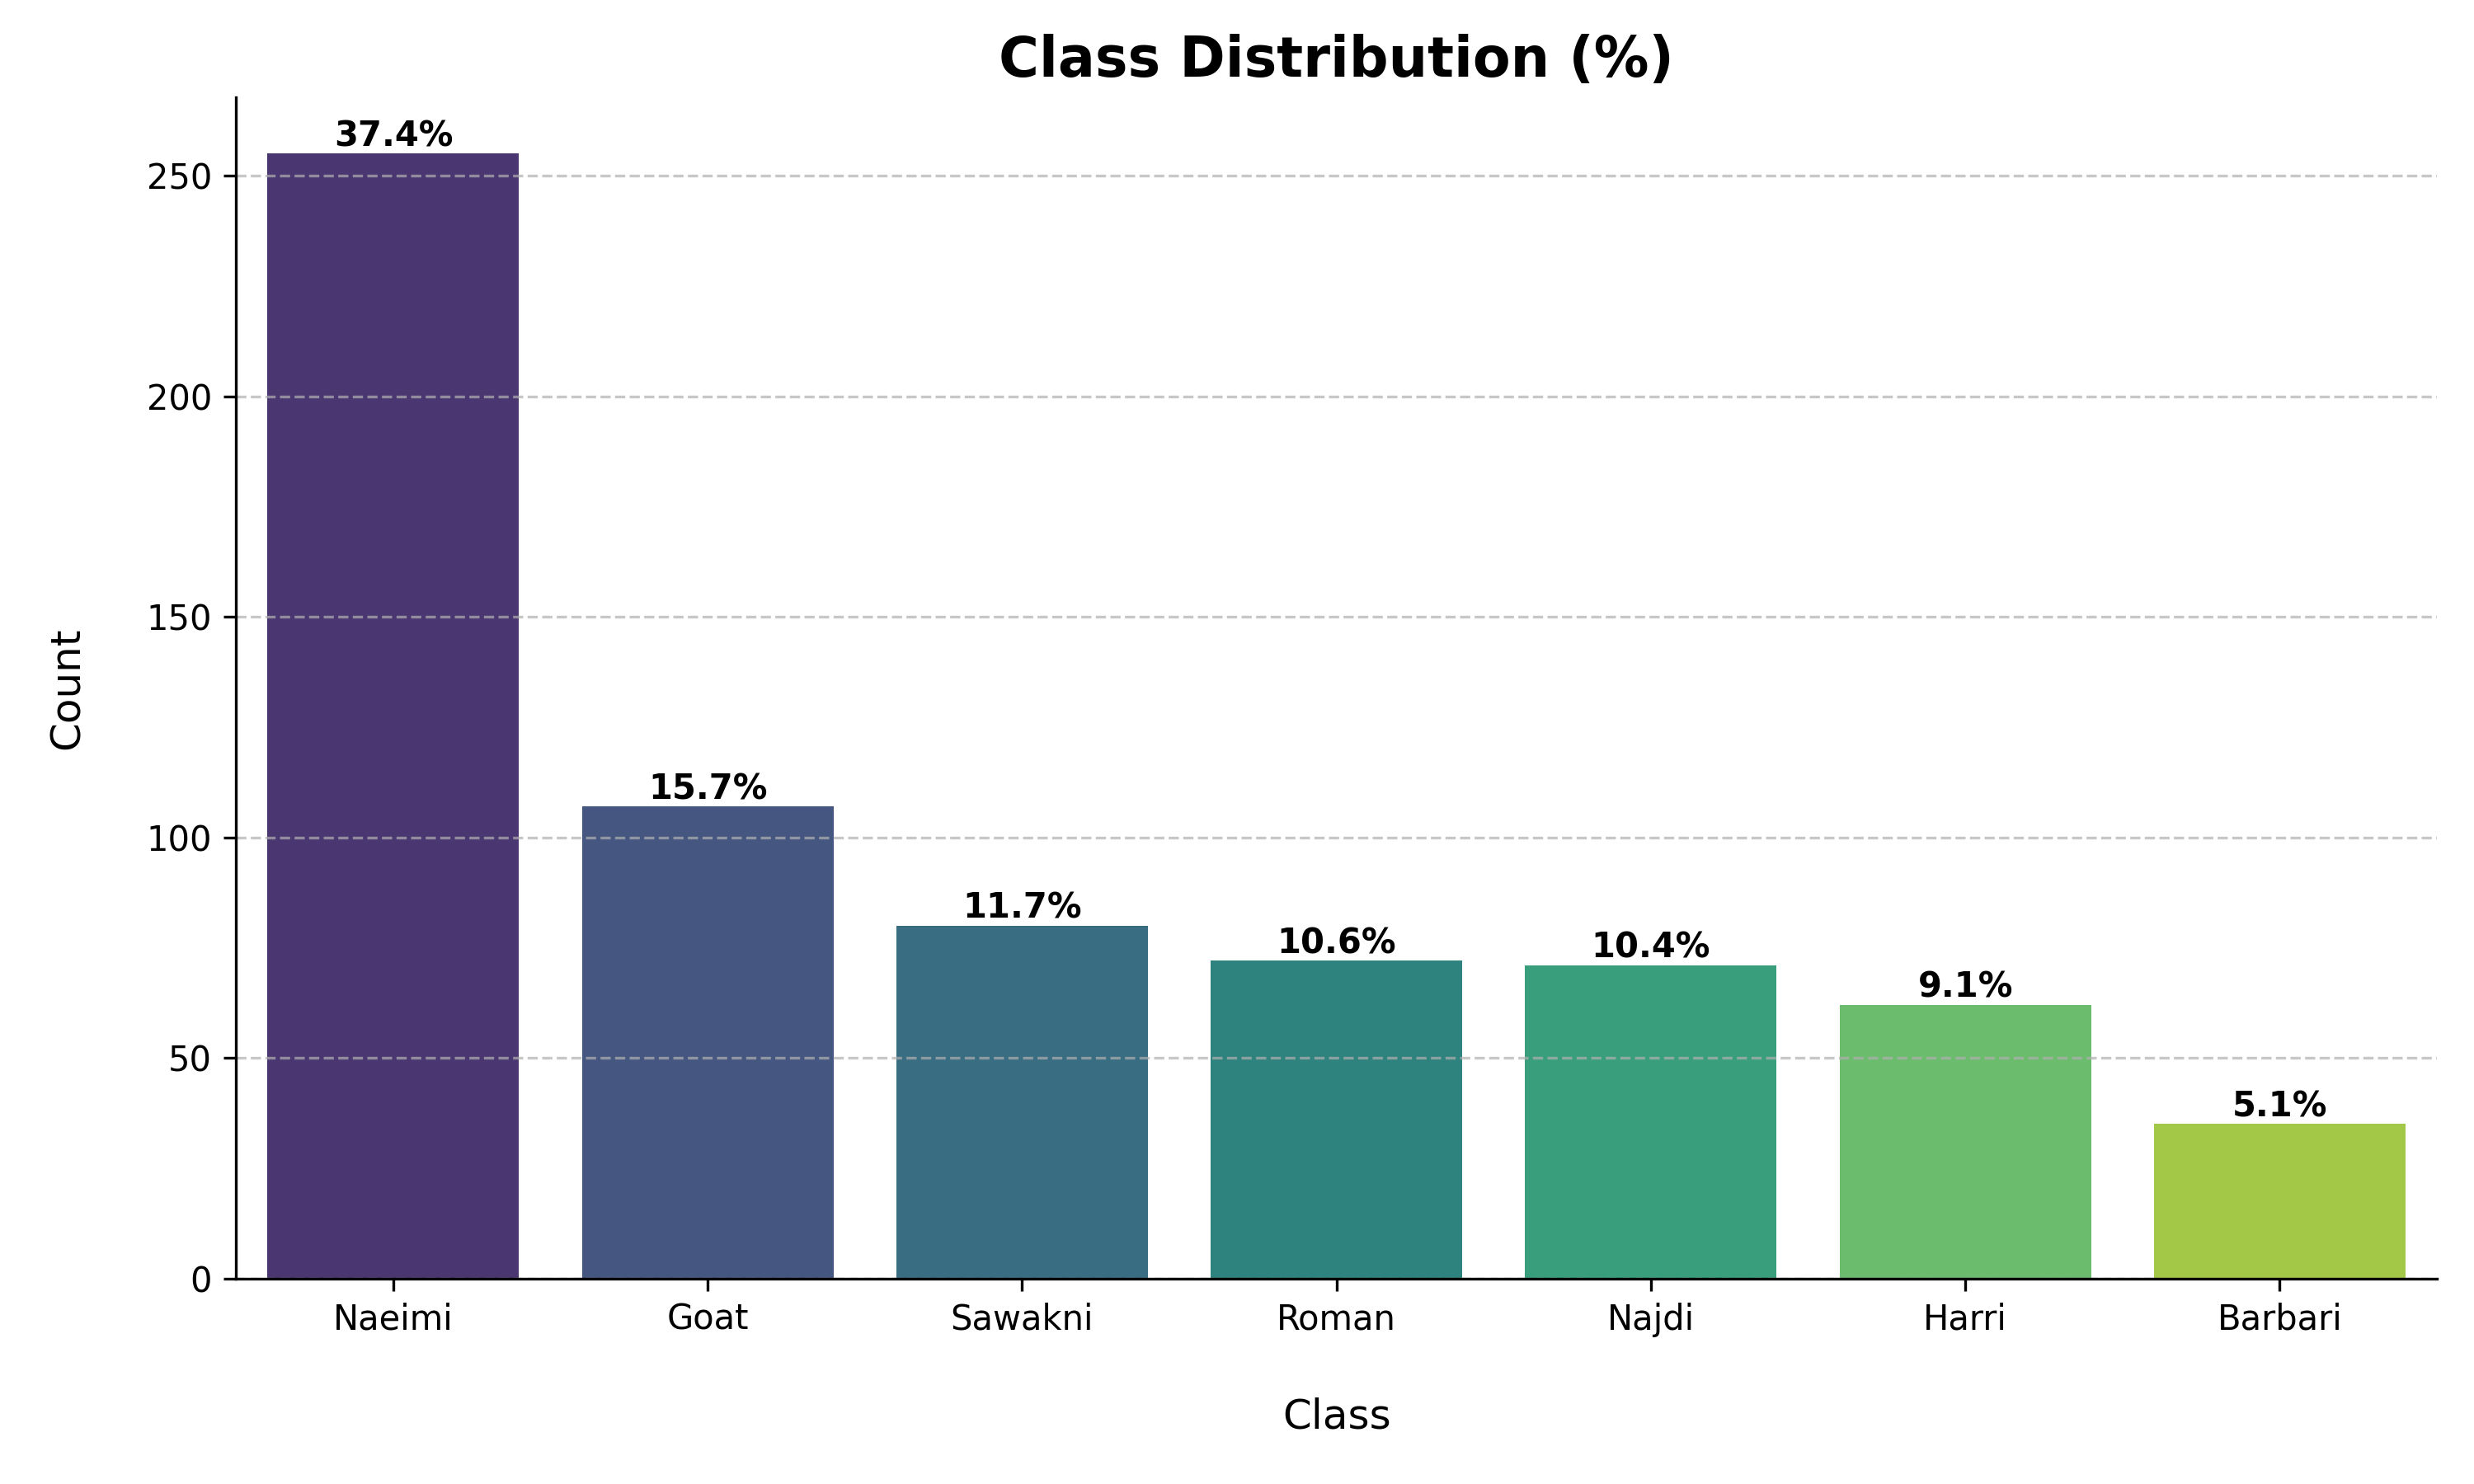 Class Distribution (%)
37.4%
15.7%
11.7%
10.6%
10.4%
9.1%
5.1%
250
200
150
100
50
0
Count
Naeimi
Goat
Sawakni
Roman
Najdi
Harri
Barbari
Class